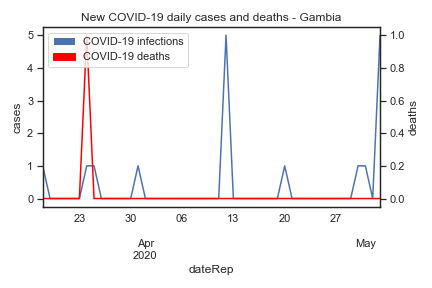 New COVID-19 daily cases and deaths - Gambia
COVID-19 infections
COVID-19 deaths
5
4
3
2
1
0
cases
1.0
0.8
0.6
0.4
0.2
0.0
deaths
23 30 06 13 20 27
Apr May
2020
dateRep